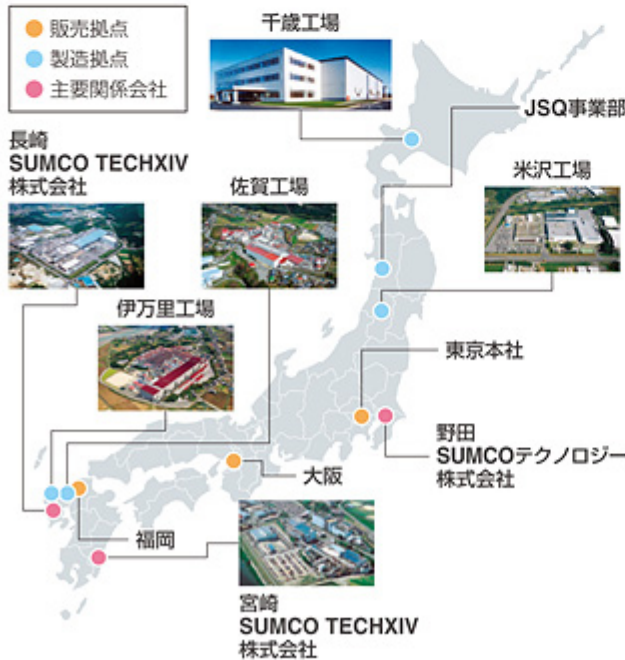 販売拠点
製造拠点
主要関係会社
千歳工場
JSQ事業部
長崎
SUMCO TECHXIV
株式会社
佐賀工場
米沢工場
伊万里工場
東京本社
野田
SUMCOテクノロジー
株式会社
大阪
福岡
宮崎
SUMCO TECHXIV
株式会社